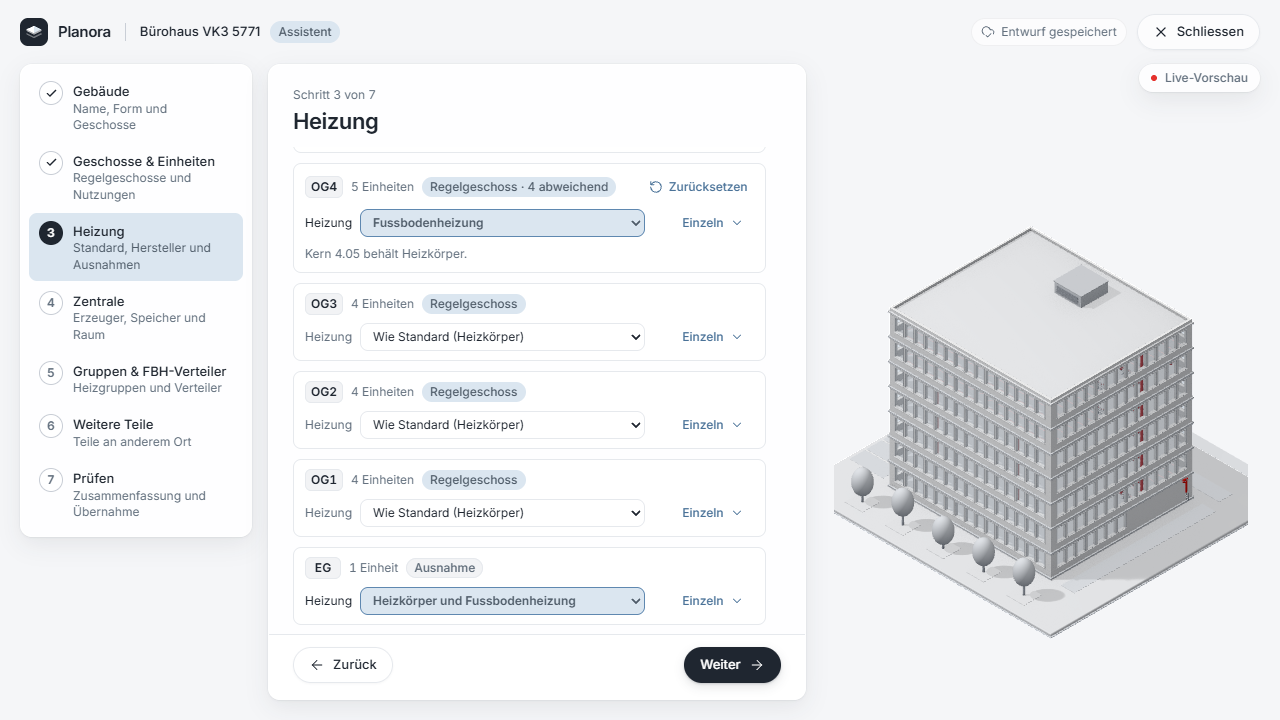 Planora
Bürohaus VK3 5771
Assistent
Entwurf gespeichert
Schliessen
Gebäude
Name, Form und
Geschosse
Geschosse & Einheiten
Regelgeschosse und
Nutzungen
3
Heizung
Standard, Hersteller und
Ausnahmen
4
Zentrale
Erzeuger, Speicher und
Raum
5
Gruppen & FBH-Verteiler
Heizgruppen und Verteiler
6
Weitere Teile
Teile an anderem Ort
7
Prüfen
Zusammenfassung und
Übernahme
Schritt 3 von 7
Heizung
OG4 5 Einheiten Regelgeschoss · 4 abweichend Zurücksetzen
Heizung Fussbodenheizung Einzeln
Kern 4.05 behält Heizkörper.
OG3 4 Einheiten Regelgeschoss
Heizung Wie Standard (Heizkörper) Einzeln
OG2 4 Einheiten Regelgeschoss
Heizung Wie Standard (Heizkörper) Einzeln
OG1 4 Einheiten Regelgeschoss
Heizung Wie Standard (Heizkörper) Einzeln
EG 1 Einheit Ausnahme
Heizung Heizkörper und Fussbodenheizung Einzeln
Zurück
Weiter
Live-Vorschau